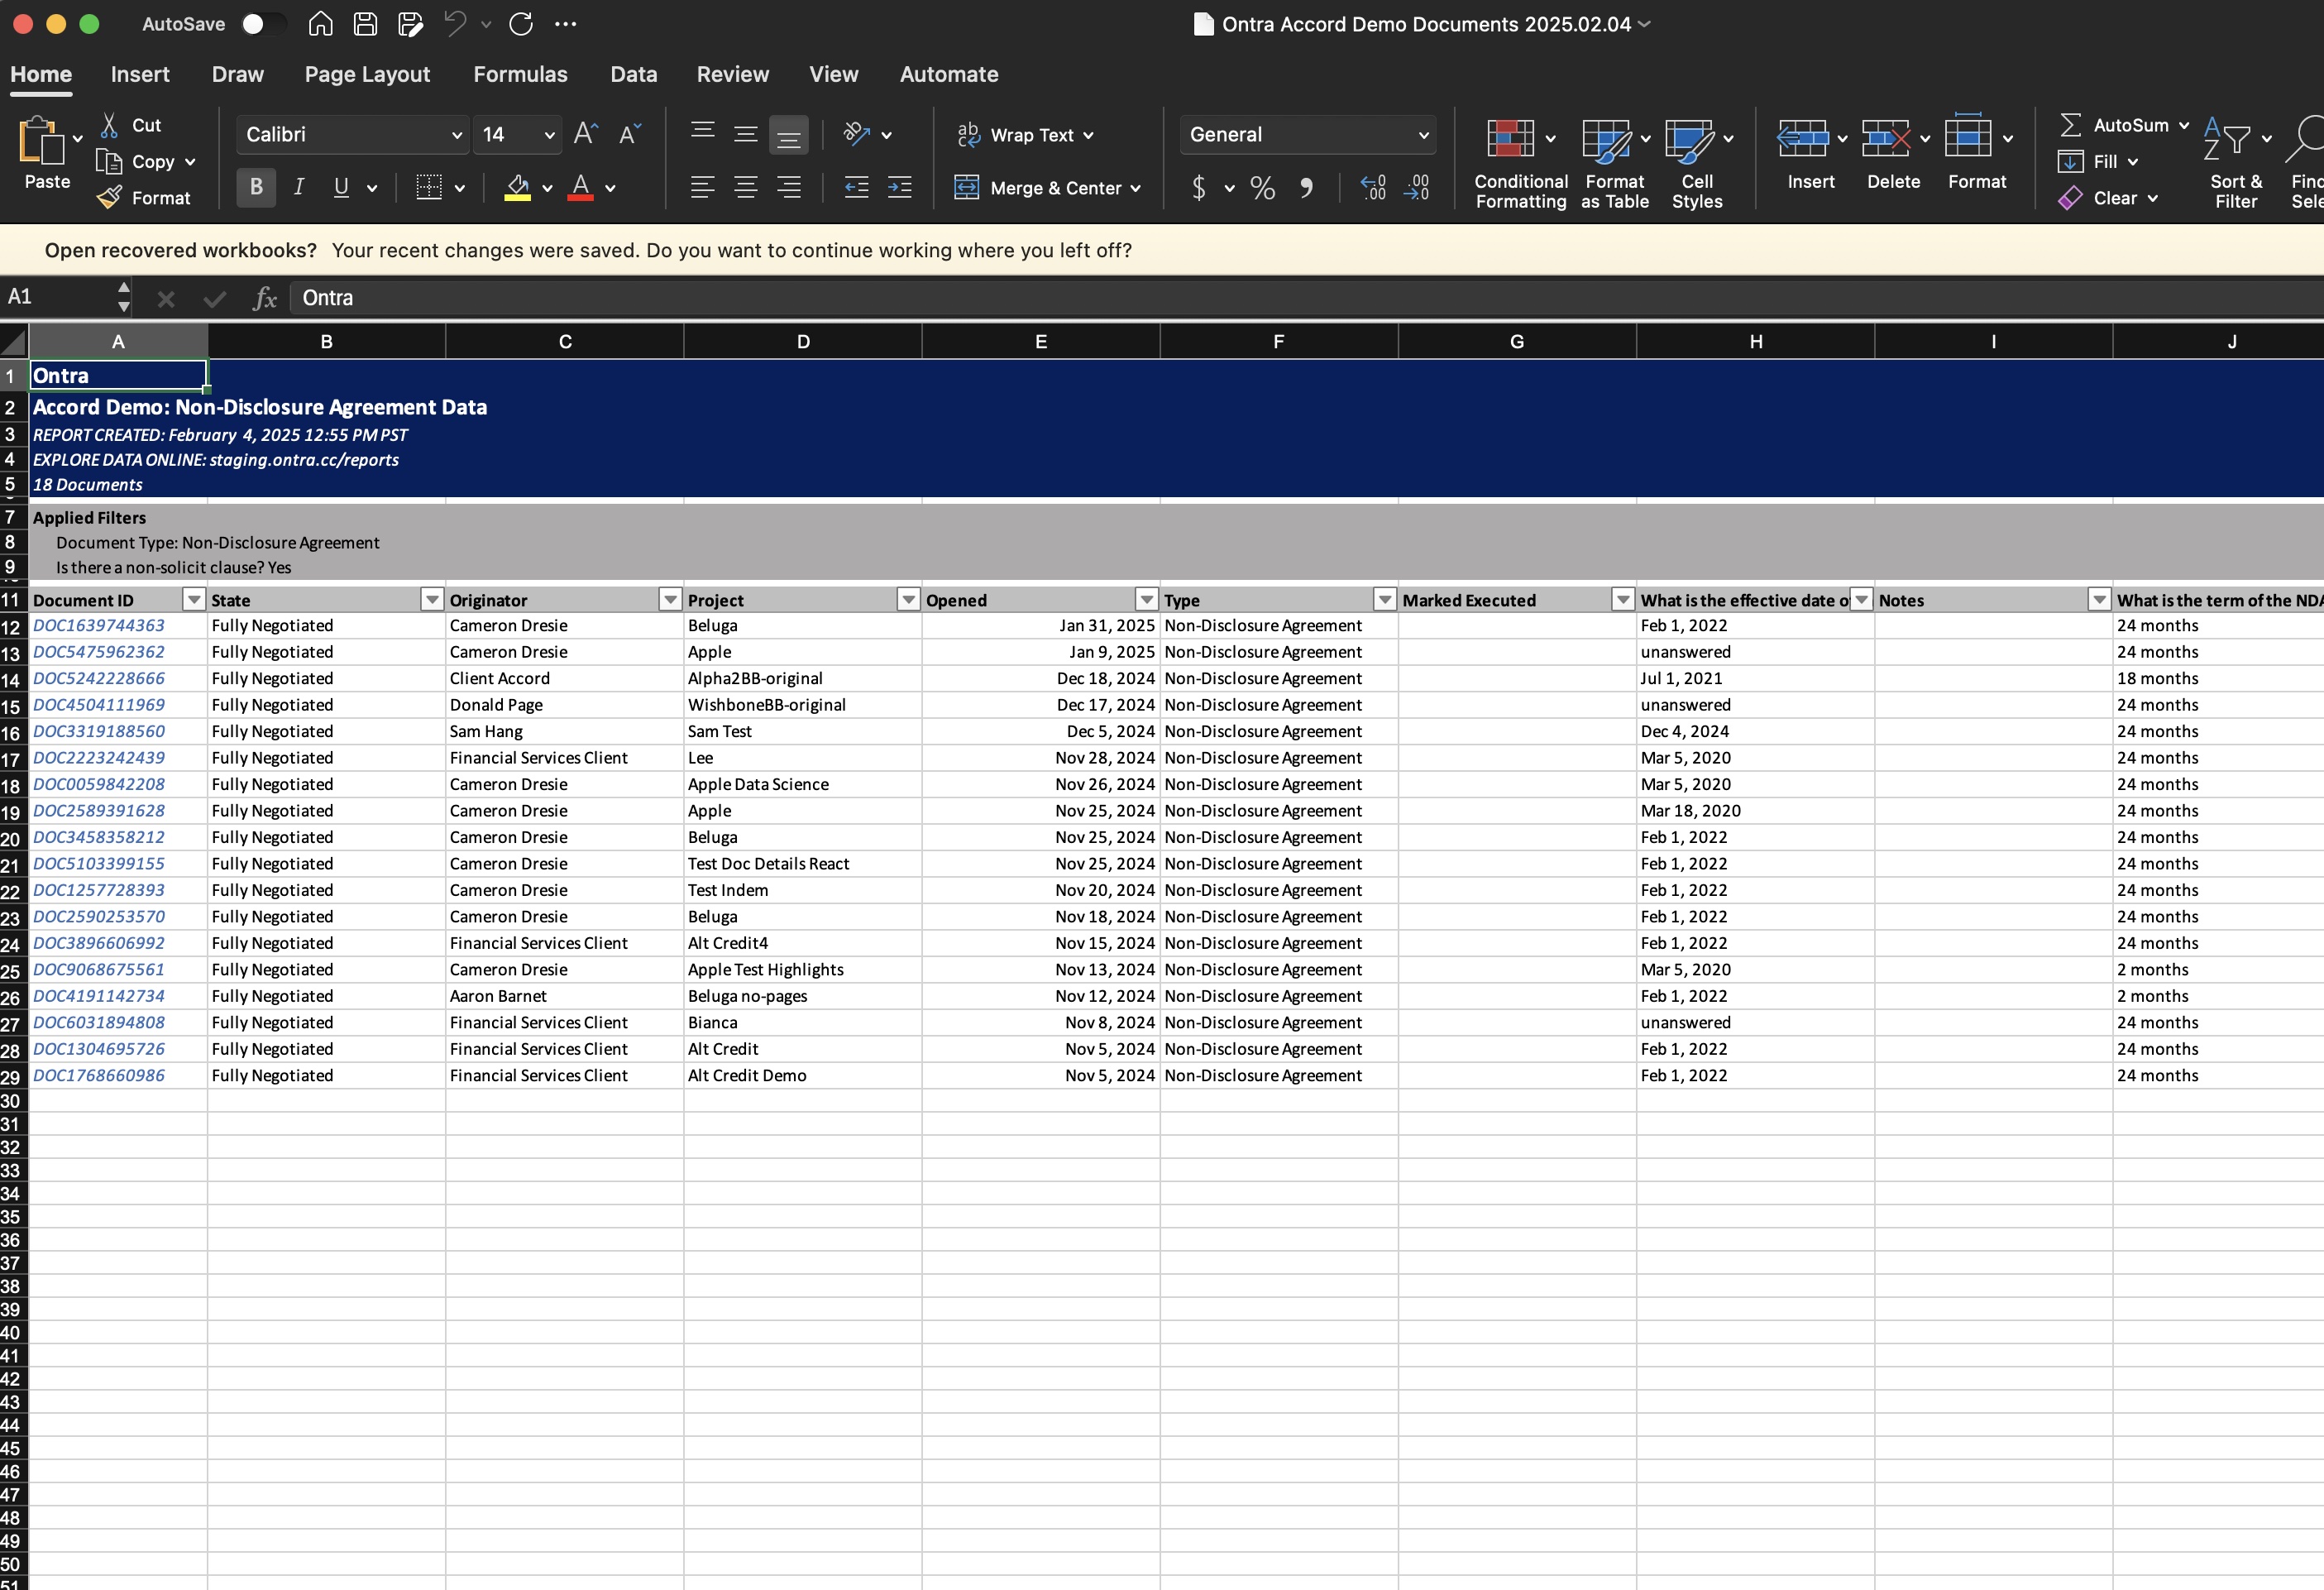 AutoSave
Ontra Accord Demo Documents 2025.02.04
Home Insert Draw Page Layout Formulas Data Review View Automate
Paste Cut Copy Format
Calibri 14
B I U
Wrap Text
Merge & Center
General
Conditional Formatting Format as Table Cell Styles
Insert Delete Format
AutoSum Fill Clear
Sort & Filter
Open recovered workbooks? Your recent changes were saved. Do you want to continue working where you left off?
A1 fx Ontra
A B C D E F G H I J
1 Ontra
2 Accord Demo: Non-Disclosure Agreement Data
3 REPORT CREATED: February 4, 2025 12:55 PM PST
4 EXPLORE DATA ONLINE: staging.ontra.cc/reports
5 18 Documents
7 Applied Filters
8 Document Type: Non-Disclosure Agreement
9 Is there a non-solicit clause? Yes
11 Document ID State Originator Project Opened Type Marked Executed What is the effective date o Notes What is the term of the NDA
12 DOC1639744363 Fully Negotiated Cameron Dresie Beluga Jan 31, 2025 Non-Disclosure Agreement Feb 1, 2022 24 months
13 DOC5475962362 Fully Negotiated Cameron Dresie Apple Jan 9, 2025 Non-Disclosure Agreement unanswered 24 months
14 DOC5242228666 Fully Negotiated Client Accord Alpha2BB-original Dec 18, 2024 Non-Disclosure Agreement Jul 1, 2021 18 months
15 DOC4504111969 Fully Negotiated Donald Page WishboneBB-original Dec 17, 2024 Non-Disclosure Agreement unanswered 24 months
16 DOC3319188560 Fully Negotiated Sam Hang Sam Test Dec 5, 2024 Non-Disclosure Agreement Dec 4, 2024 24 months
17 DOC2223242439 Fully Negotiated Financial Services Client Lee Nov 28, 2024 Non-Disclosure Agreement Mar 5, 2020 24 months
18 DOC0059842208 Fully Negotiated Cameron Dresie Apple Data Science Nov 26, 2024 Non-Disclosure Agreement Mar 5, 2020 24 months
19 DOC2589391628 Fully Negotiated Cameron Dresie Apple Nov 25, 2024 Non-Disclosure Agreement Mar 18, 2020 24 months
20 DOC3458358212 Fully Negotiated Cameron Dresie Beluga Nov 25, 2024 Non-Disclosure Agreement Feb 1, 2022 24 months
21 DOC5103399155 Fully Negotiated Cameron Dresie Test Doc Details React Nov 25, 2024 Non-Disclosure Agreement Feb 1, 2022 24 months
22 DOC1257728393 Fully Negotiated Cameron Dresie Test Indem Nov 20, 2024 Non-Disclosure Agreement Feb 1, 2022 24 months
23 DOC2590253570 Fully Negotiated Cameron Dresie Beluga Nov 18, 2024 Non-Disclosure Agreement Feb 1, 2022 24 months
24 DOC3896606992 Fully Negotiated Financial Services Client Alt Credit4 Nov 15, 2024 Non-Disclosure Agreement Feb 1, 2022 24 months
25 DOC9068675561 Fully Negotiated Cameron Dresie Apple Test Highlights Nov 13, 2024 Non-Disclosure Agreement Mar 5, 2020 2 months
26 DOC4191142734 Fully Negotiated Aaron Barnet Beluga no-pages Nov 12, 2024 Non-Disclosure Agreement Feb 1, 2022 2 months
27 DOC6031894808 Fully Negotiated Financial Services Client Bianca Nov 8, 2024 Non-Disclosure Agreement unanswered 24 months
28 DOC1304695726 Fully Negotiated Financial Services Client Alt Credit Nov 5, 2024 Non-Disclosure Agreement Feb 1, 2022 24 months
29 DOC1768660986 Fully Negotiated Financial Services Client Alt Credit Demo Nov 5, 2024 Non-Disclosure Agreement Feb 1, 2022 24 months
30
31
32
33
34
35
36
37
38
39
40
41
42
43
44
45
46
47
48
49
50
51